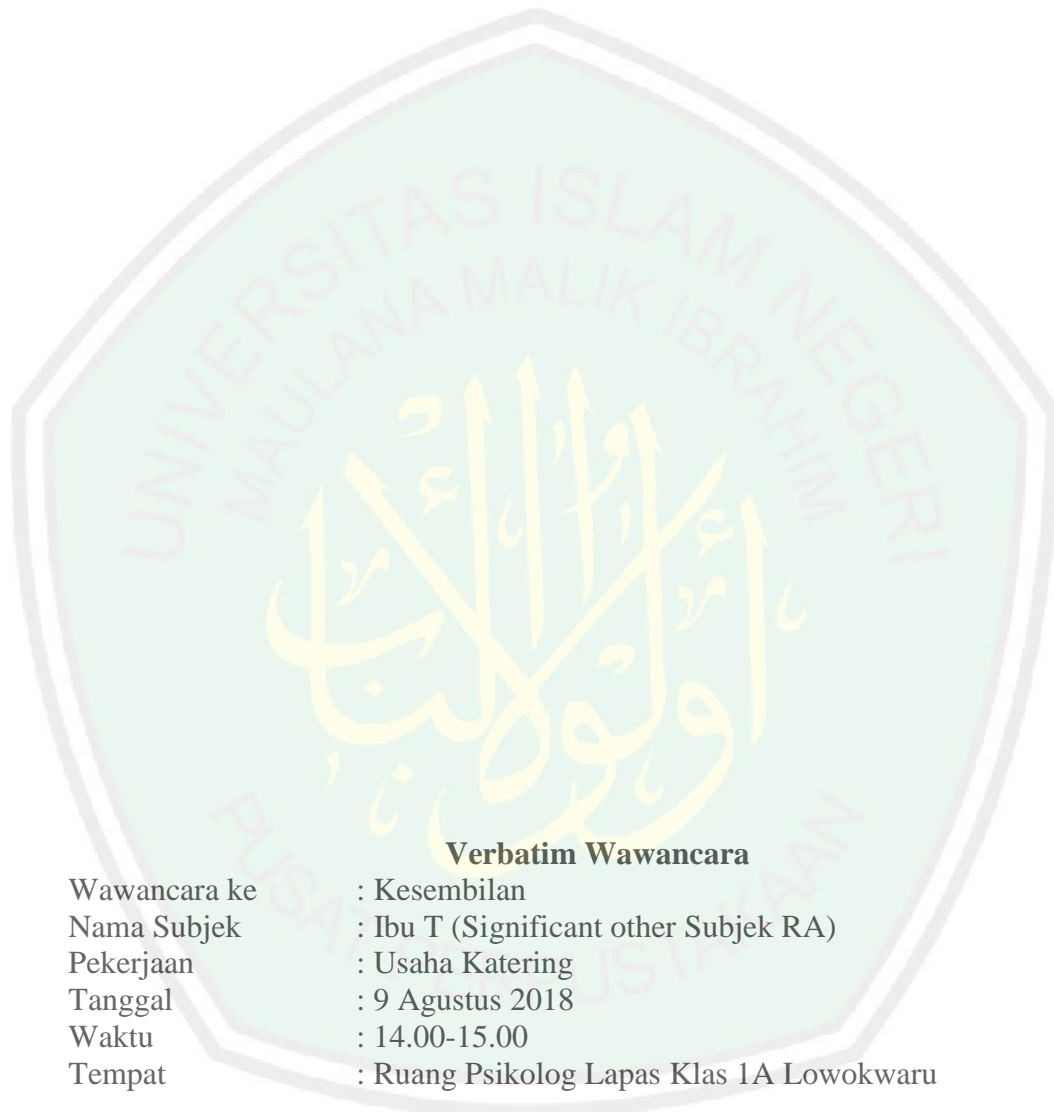 UNIVERSITAS ISLAM NEGERI
MAULANA MALIK IBRAHIM
أولوا الألباب
PUSAT PERPUSTAKAAN
Verbatim Wawancara
Wawancara ke : Kesembilan
Nama Subjek : Ibu T (Significant other Subjek RA)
Pekerjaan : Usaha Katering
Tanggal : 9 Agustus 2018
Waktu : 14.00-15.00
Tempat : Ruang Psikolog Lapas Klas 1A Lowokwaru